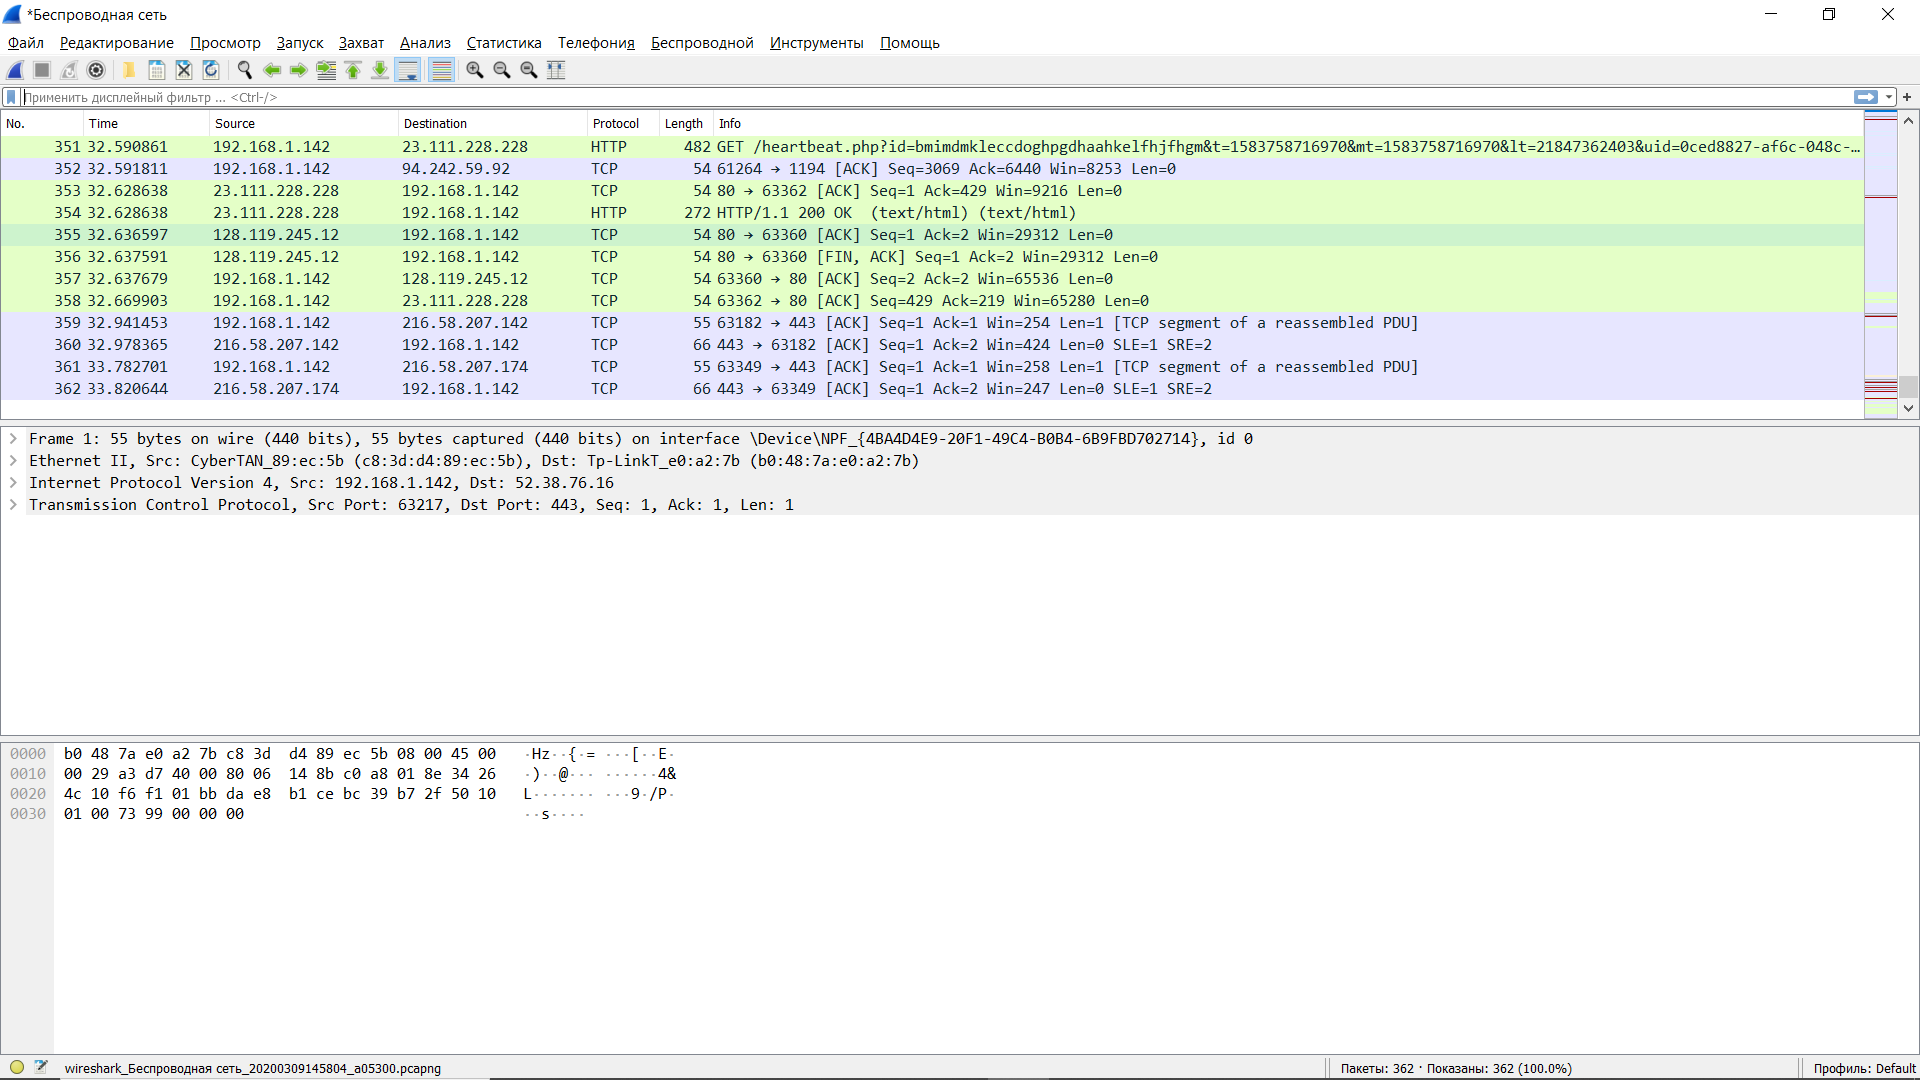 *Беспроводная сеть
Файл Редактирование Просмотр Запуск Захват Анализ Статистика Телефония Беспроводной Инструменты Помощь
Применить дисплейный фильтр ... <Ctrl-/>
No. Time Source Destination Protocol Length Info
351 32.590861 192.168.1.142 23.111.228.228 HTTP 482 GET /heartbeat.php?id=bmimdmkleccdoghpgdhaahkelfhjfhgm&t=1583758716970&mt=1583758716970&lt=21847362403&uid=0ced8827-af6c-048c-…
352 32.591811 192.168.1.142 94.242.59.92 TCP 54 61264 → 1194 [ACK] Seq=3069 Ack=6440 Win=8253 Len=0
353 32.628638 23.111.228.228 192.168.1.142 TCP 54 80 → 63362 [ACK] Seq=1 Ack=429 Win=9216 Len=0
354 32.628638 23.111.228.228 192.168.1.142 HTTP 272 HTTP/1.1 200 OK  (text/html) (text/html)
355 32.636597 128.119.245.12 192.168.1.142 TCP 54 80 → 63360 [ACK] Seq=1 Ack=2 Win=29312 Len=0
356 32.637591 128.119.245.12 192.168.1.142 TCP 54 80 → 63360 [FIN, ACK] Seq=1 Ack=2 Win=29312 Len=0
357 32.637679 192.168.1.142 128.119.245.12 TCP 54 63360 → 80 [ACK] Seq=2 Ack=2 Win=65536 Len=0
358 32.669903 192.168.1.142 23.111.228.228 TCP 54 63362 → 80 [ACK] Seq=429 Ack=219 Win=65280 Len=0
359 32.941453 192.168.1.142 216.58.207.142 TCP 55 63182 → 443 [ACK] Seq=1 Ack=1 Win=254 Len=1 [TCP segment of a reassembled PDU]
360 32.978365 216.58.207.142 192.168.1.142 TCP 66 443 → 63182 [ACK] Seq=1 Ack=2 Win=424 Len=0 SLE=1 SRE=2
361 33.782701 192.168.1.142 216.58.207.174 TCP 55 63349 → 443 [ACK] Seq=1 Ack=1 Win=258 Len=1 [TCP segment of a reassembled PDU]
362 33.820644 216.58.207.174 192.168.1.142 TCP 66 443 → 63349 [ACK] Seq=1 Ack=2 Win=247 Len=0 SLE=1 SRE=2
Frame 1: 55 bytes on wire (440 bits), 55 bytes captured (440 bits) on interface \Device\NPF_{4BA4D4E9-20F1-49C4-B0B4-6B9FBD702714}, id 0
Ethernet II, Src: CyberTAN_89:ec:5b (c8:3d:d4:89:ec:5b), Dst: Tp-LinkT_e0:a2:7b (b0:48:7a:e0:a2:7b)
Internet Protocol Version 4, Src: 192.168.1.142, Dst: 52.38.76.16
Transmission Control Protocol, Src Port: 63217, Dst Port: 443, Seq: 1, Ack: 1, Len: 1
0000 b0 48 7a e0 a2 7b c8 3d d4 89 ec 5b 08 00 45 00 ·Hz··{·= ···[··E·
0010 00 29 a3 d7 40 00 80 06 14 8b c0 a8 01 8e 34 26 ·)··@··· ······4&
0020 4c 10 f6 f1 01 bb da e8 b1 ce bc 39 b7 2f 50 10 L······· ···9·/P·
0030 01 00 73 99 00 00 00 ··s····
wireshark_Беспроводная сеть_20200309145804_a05300.pcapng Пакеты: 362 · Показаны: 362 (100.0%) Профиль: Default